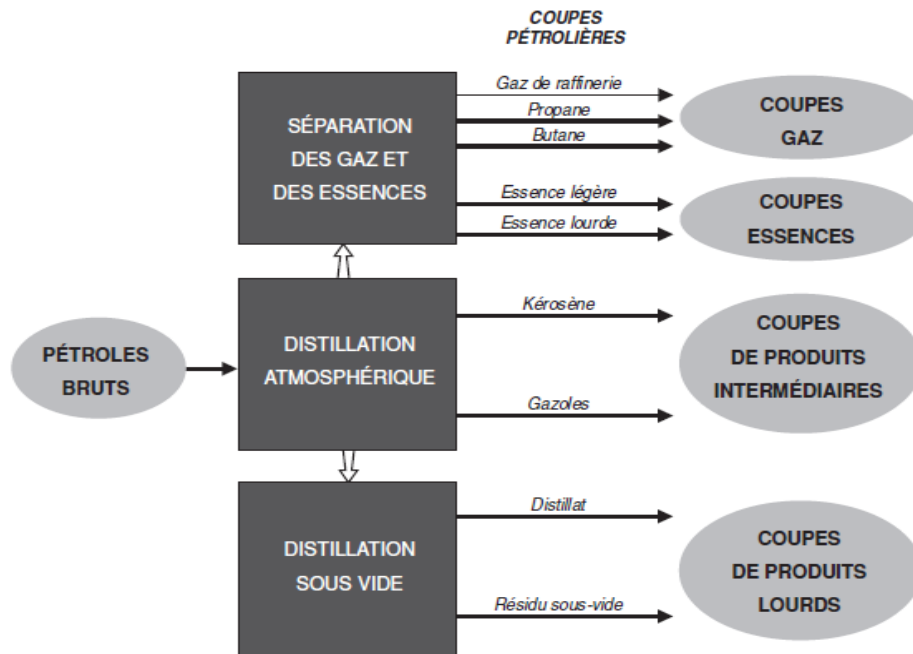 COUPES
PÉTROLIÈRES
SÉPARATION
DES GAZ ET
DES ESSENCES
Gaz de raffinerie
Propane
Butane
COUPES
GAZ
Essence légère
Essence lourde
COUPES
ESSENCES
PÉTROLES
BRUTS
DISTILLATION
ATMOSPHÉRIQUE
Kérosène
Gazoles
COUPES
DE PRODUITS
INTERMÉDIAIRES
DISTILLATION
SOUS VIDE
Distillat
Résidu sous-vide
COUPES
DE PRODUITS
LOURDS